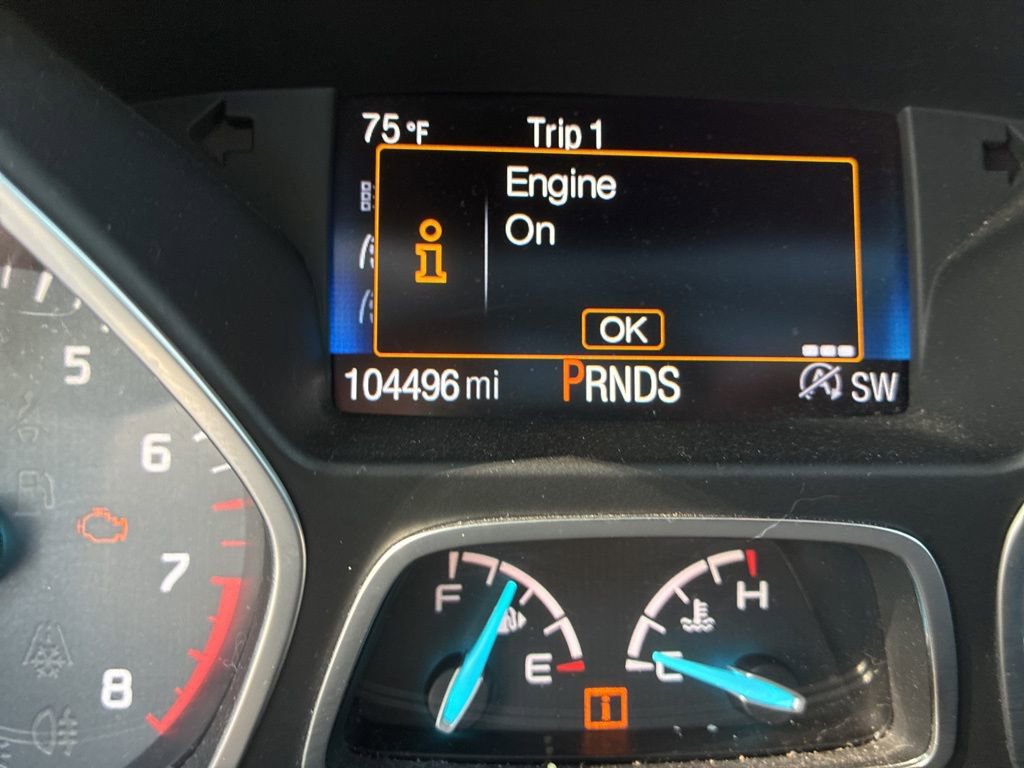 75 °F Trip 1
Engine
On
OK
104496 mi PRNDS A SW
5
6
7
8
F H
E C